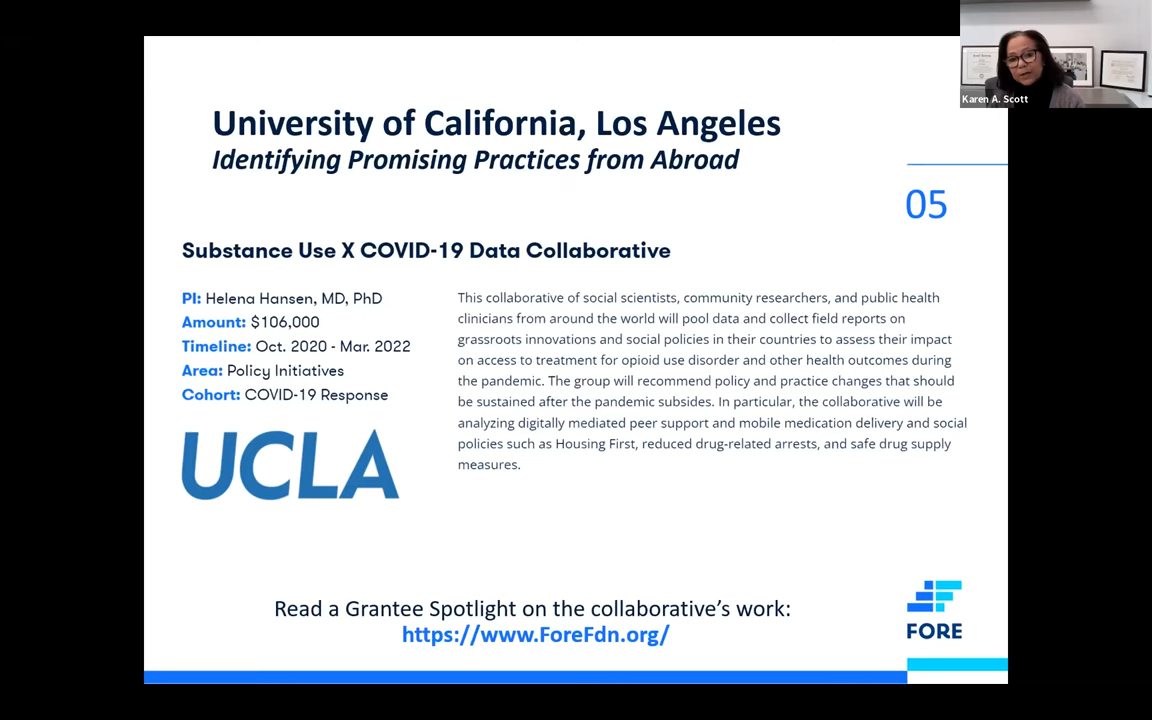 Karen A. Scott
University of California, Los Angeles
Identifying Promising Practices from Abroad
05
Substance Use X COVID-19 Data Collaborative
PI: Helena Hansen, MD, PhD
Amount: $106,000
Timeline: Oct. 2020 - Mar. 2022
Area: Policy Initiatives
Cohort: COVID-19 Response
UCLA
This collaborative of social scientists, community researchers, and public health
clinicians from around the world will pool data and collect field reports on
grassroots innovations and social policies in their countries to assess their impact
on access to treatment for opioid use disorder and other health outcomes during
the pandemic. The group will recommend policy and practice changes that should
be sustained after the pandemic subsides. In particular, the collaborative will be
analyzing digitally mediated peer support and mobile medication delivery and social
policies such as Housing First, reduced drug-related arrests, and safe drug supply
measures.
Read a Grantee Spotlight on the collaborative's work:
https://www.ForeFdn.org/
FORE